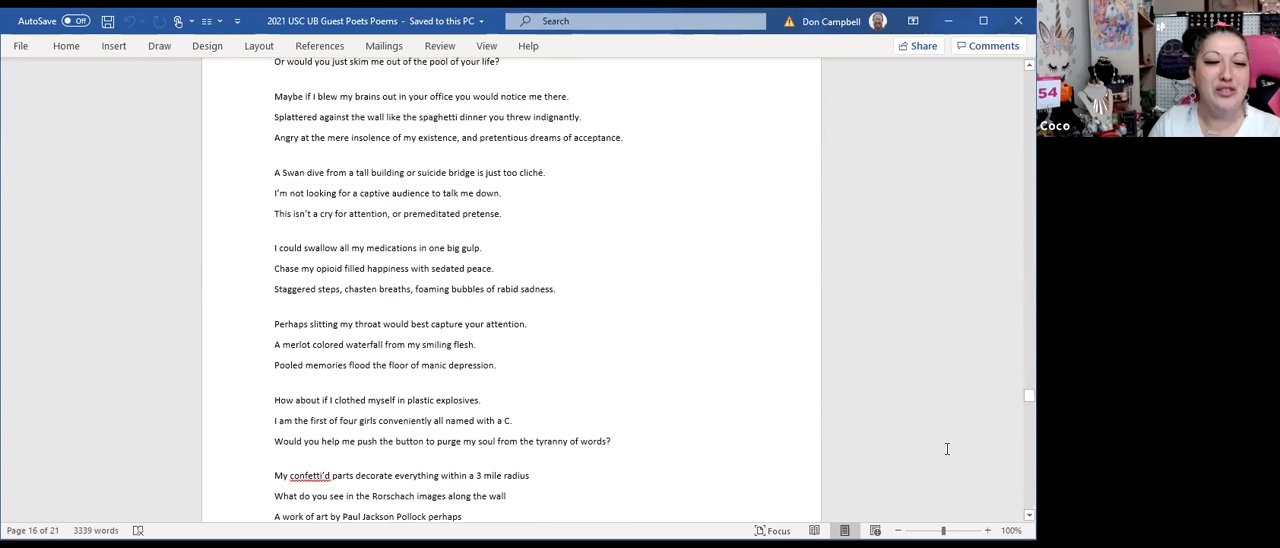 AutoSave Off 2021 USC UB Guest Poets Poems - Saved to this PC Search Don Campbell
File Home Insert Draw Design Layout References Mailings Review View Help Share Comments
Or would you just skim me out of the pool of your life?
Maybe if I blew my brains out in your office you would notice me there.
Splattered against the wall like the spaghetti dinner you threw indignantly.
Angry at the mere insolence of my existence, and pretentious dreams of acceptance.
A Swan dive from a tall building or suicide bridge is just too cliché.
I'm not looking for a captive audience to talk me down.
This isn't a cry for attention, or premeditated pretense.
I could swallow all my medications in one big gulp.
Chase my opioid filled happiness with sedated peace.
Staggered steps, chasten breaths, foaming bubbles of rabid sadness.
Perhaps slitting my throat would best capture your attention.
A merlot colored waterfall from my smiling flesh.
Pooled memories flood the floor of manic depression.
How about if I clothed myself in plastic explosives.
I am the first of four girls conveniently all named with a C.
Would you help me push the button to purge my soul from the tyranny of words?
My confetti'd parts decorate everything within a 3 mile radius
What do you see in the Rorschach images along the wall
A work of art by Paul Jackson Pollock perhaps
Page 16 of 21 3339 words Focus 100%
54
Coco